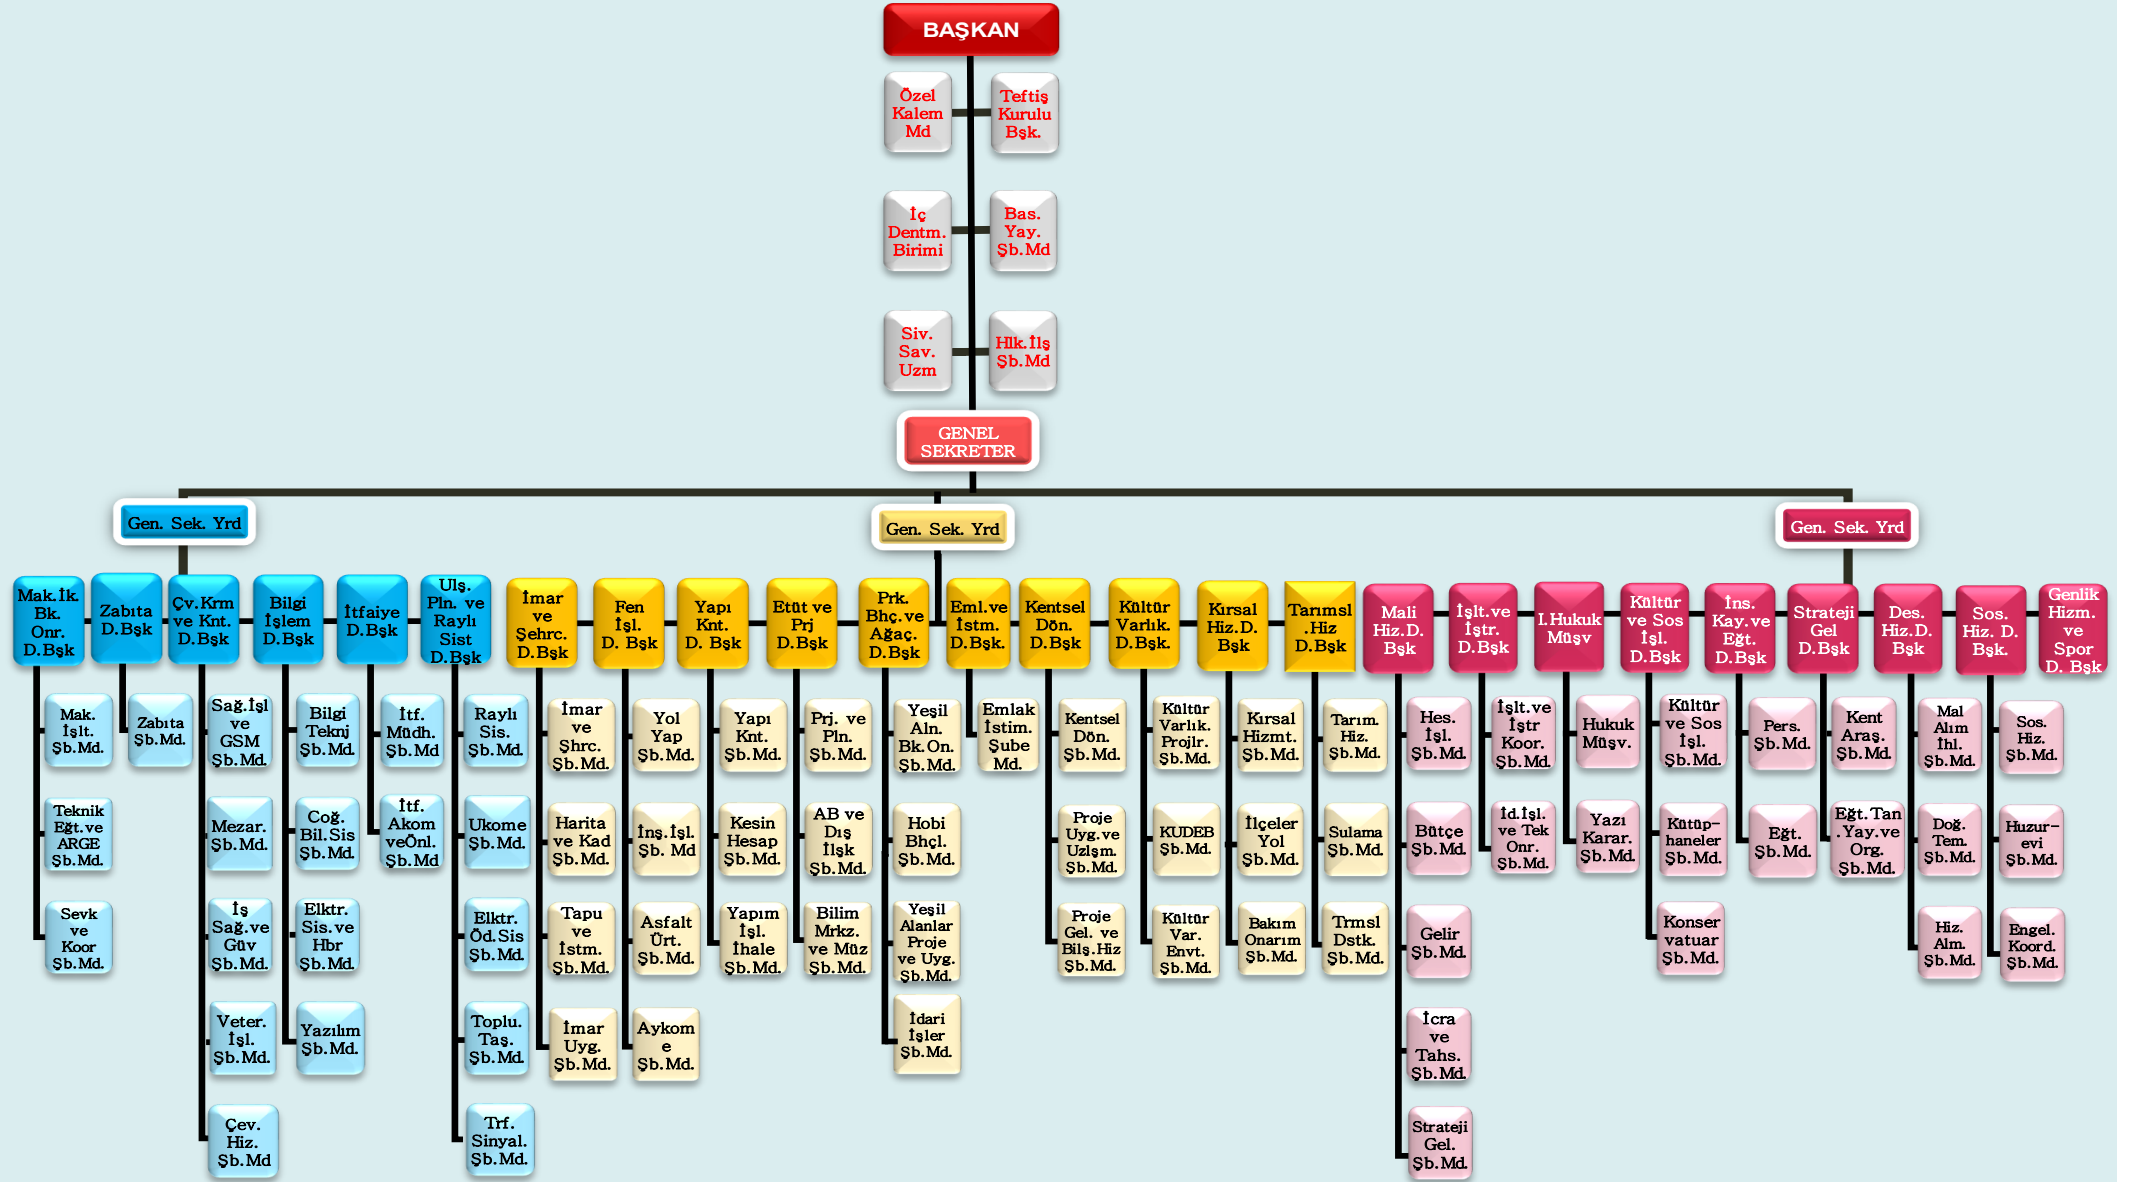 BAŞKAN
Özel
Kalem
Md
Teftiş
Kurulu
Bşk.
İç
Dentm.
Birimi
Bas.
Yay.
Şb.Md
Siv.
Sav.
Uzm
Hlk.İlş
Şb.Md
GENEL
SEKRETER
Gen. Sek. Yrd
Gen. Sek. Yrd
Gen. Sek. Yrd
Mak.İk.
Bk.
Onr.
D.Bşk
Zabıta
D.Bşk
Çv.Krm
ve Knt.
D.Bşk
Bilgi
İşlem
D.Bşk
İtfaiye
D.Bşk
Ulş.
Pln. ve
Raylı
Sist
D.Bşk
İmar
ve
Şehrc.
D.Bşk
Fen
İşl.
D. Bşk
Yapı
Knt.
D. Bşk
Etüt ve
Prj
D.Bşk
Prk.
Bhç.ve
Ağaç.
D.Bşk
Eml.ve
İstm.
D.Bşk.
Kentsel
Dön.
D.Bşk
Kültür
Varlık.
D.Bşk.
Kırsal
Hiz.D.
Bşk
Tarımsl
.Hiz
D.Bşk
Mali
Hiz.D.
Bşk
İşlt.ve
İştr.
D.Bşk
I.Hukuk
Müşv
Kültür
ve Sos
İşl.
D.Bşk
İns.
Kay.ve
Eğt.
D.Bşk
Strateji
Gel
D.Bşk
Des.
Hiz.D.
Bşk
Sos.
Hiz. D.
Bşk.
Genlik
Hizm.
ve
Spor
D. Bşk
Mak.
İşlt.
Şb.Md.
Teknik
Eğt.ve
ARGE
Şb.Md.
Sevk
ve
Koor
Şb.Md.
Zabıta
Şb.Md.
Sağ.İşl
ve
GSM
Şb.Md.
Mezar.
Şb.Md.
İş
Sağ.ve
Güv
Şb.Md.
Veter.
İşl.
Şb.Md.
Çev.
Hiz.
Şb.Md
Bilgi
Teknj
Şb.Md.
Coğ.
Bil.Sis
Şb.Md.
Elktr.
Sis.ve
Hbr
Şb.Md.
Yazılım
Şb.Md.
İtf.
Müdh.
Şb.Md
İtf.
Akom
veÖnl.
Şb.Md
Raylı
Sis.
Şb.Md.
Ukome
Şb.Md.
Elktr.
Öd.Sis
Şb.Md.
Toplu.
Taş.
Şb.Md.
Trf.
Sinyal.
Şb.Md.
İmar
ve
Şhrc.
Şb.Md.
Harita
ve Kad
Şb.Md.
Tapu
ve
İstm.
Şb.Md.
İmar
Uyg.
Şb.Md.
Yol
Yap
Şb.Md.
İnş.İşl.
Şb. Md
Asfalt
Ürt.
Şb.Md.
Aykom
e
Şb.Md.
Yapı
Knt.
Şb.Md.
Kesin
Hesap
Şb.Md.
Yapım
İşl.
İhale
Şb.Md.
Prj. ve
Pln.
Şb.Md.
AB ve
Dış
İlşk
Şb.Md.
Bilim
Mrkz.
ve Müz
Şb.Md.
Yeşil
Aln.
Bk.On.
Şb.Md.
Hobi
Bhçl.
Şb.Md.
Yeşil
Alanlar
Proje
ve Uyg.
Şb.Md.
İdari
İşler
Şb.Md.
Emlak
İstim.
Şube
Md.
Kentsel
Dön.
Şb.Md.
Proje
Uyg.ve
Uzlşm.
Şb.Md.
Proje
Gel. ve
Bilş.Hiz
Şb.Md.
Kültür
Varlık.
Projlr.
Şb.Md.
KUDEB
Şb.Md.
Kültür
Var.
Envt.
Şb.Md.
Kırsal
Hizmt.
Şb.Md.
İlçeler
Yol
Şb.Md.
Bakım
Onarım
Şb.Md.
Tarım.
Hiz.
Şb.Md.
Sulama
Şb.Md.
Trmsl
Dstk.
Şb.Md.
Hes.
İşl.
Şb.Md.
Bütçe
Şb.Md.
Gelir
Şb.Md.
İcra
ve
Tahs.
Şb.Md.
Strateji
Gel.
Şb.Md.
İşlt.ve
İştr
Koor.
Şb.Md.
İd.İşl.
ve Tek
Onr.
Şb.Md.
Hukuk
Müşv.
Yazı
Karar.
Şb.Md.
Kültür
ve Sos
İşl.
Şb.Md.
Kütüp-
haneler
Şb.Md.
Konser
vatuar
Şb.Md.
Pers.
Şb.Md.
Eğt.
Şb.Md.
Kent
Araş.
Şb.Md.
Eğt.Tan
.Yay.ve
Org.
Şb.Md.
Mal
Alım
İhl.
Şb.Md.
Doğ.
Tem.
Şb.Md.
Hiz.
Alm.
Şb.Md.
Sos.
Hiz.
Şb.Md.
Huzur-
evi
Şb.Md.
Engel.
Koord.
Şb.Md.